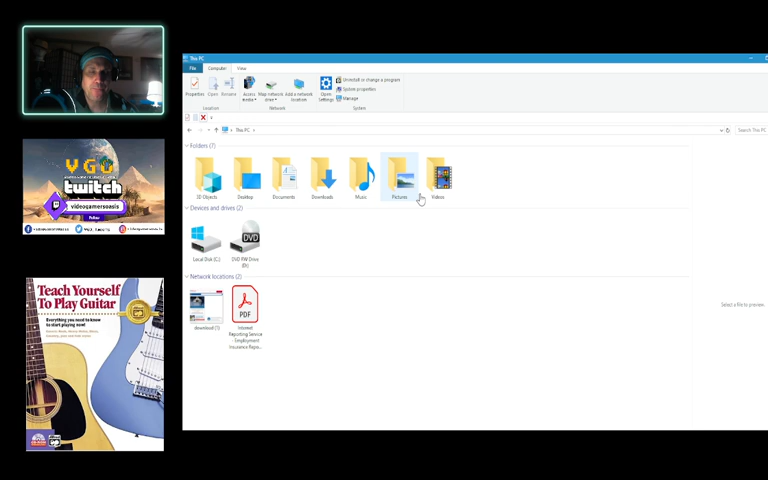 VGO
twitch
videogamersoasis
Follow
Teach Yourself
To Play Guitar
Everything you need to know
to start playing now!
This PC
File
Computer
View
Properties
Open
Rename
Access
media
Map network
drive
Add a network
location
Open
Settings
Uninstall or change a program
System properties
Manage
Location
Network
System
This PC
Search This PC
Folders (7)
3D Objects
Desktop
Documents
Downloads
Music
Pictures
Videos
Devices and drives (2)
Local Disk (C:)
DVD
DVD RW Drive
(D:)
Network locations (2)
PDF
download (1)
Internet
Reporting Service
- Employment
Insurance Repo...
Select a file to preview.